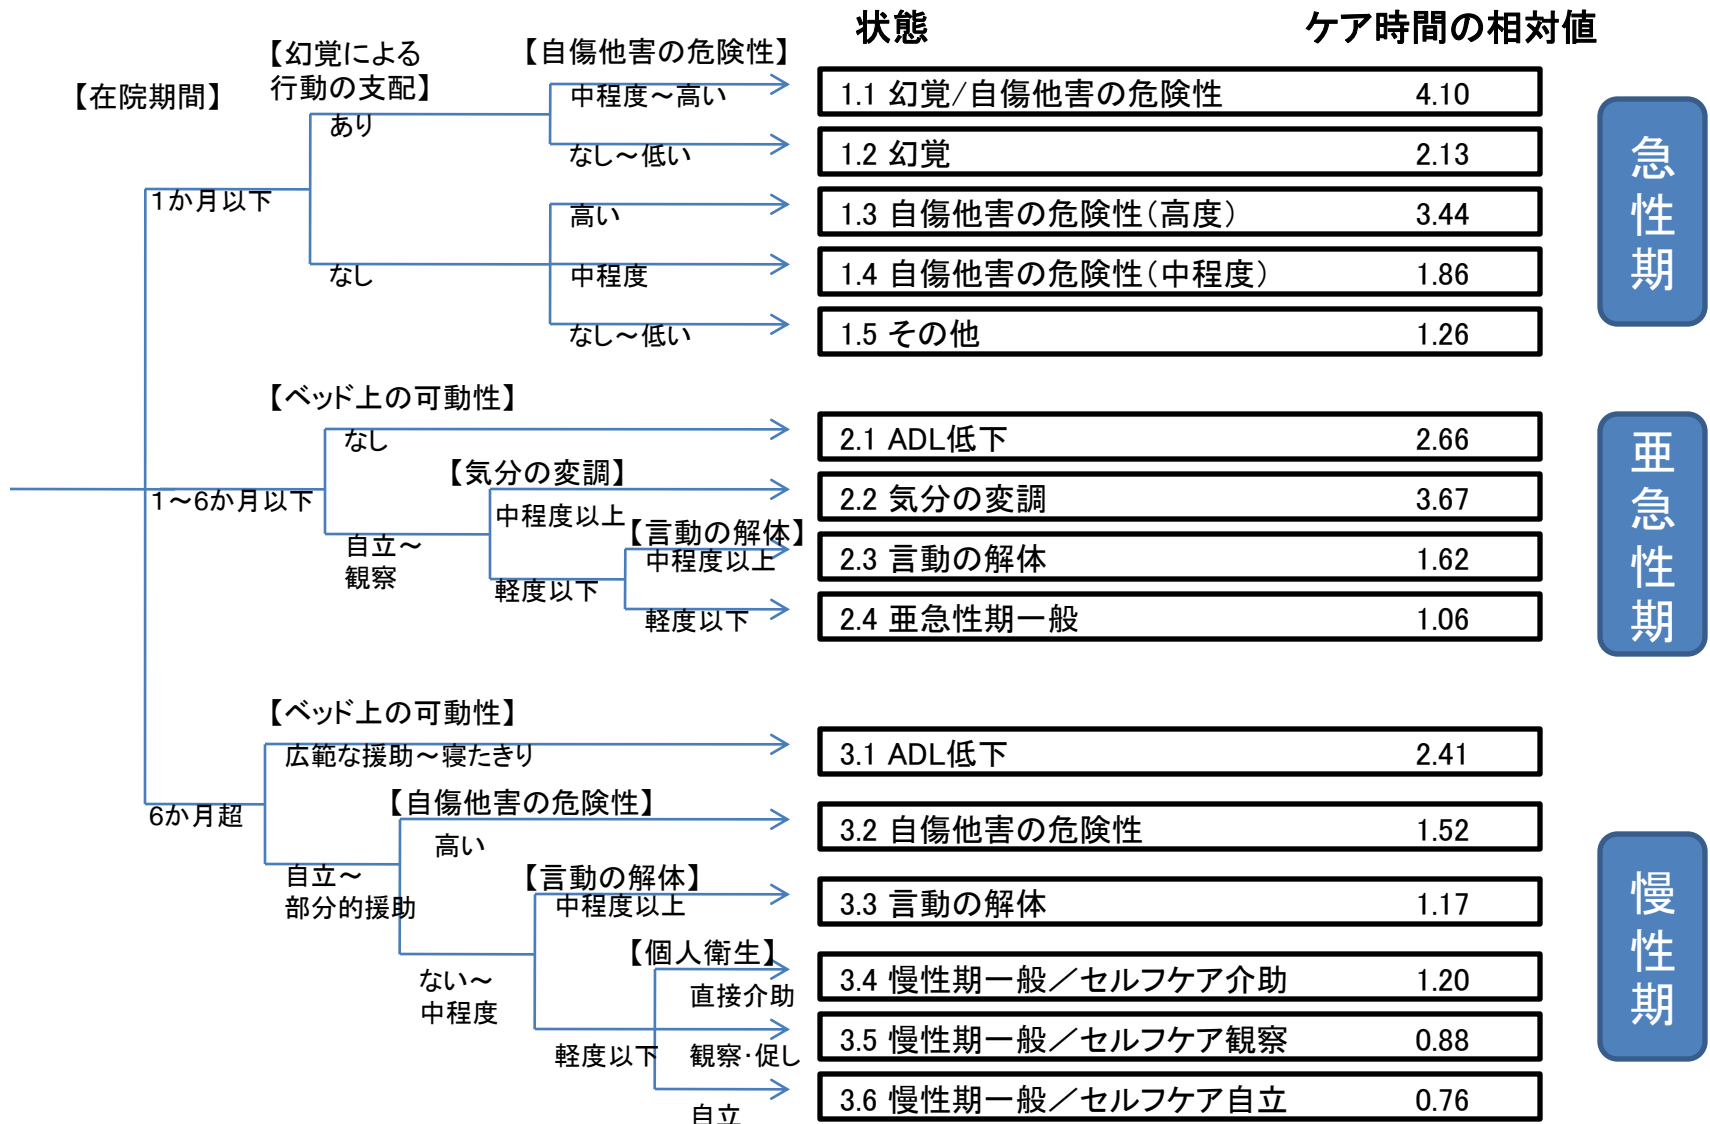 状態 ケア時間の相対値
【在院期間】
【幻覚による
行動の支配】
【自傷他害の危険性】
1か月以下
あり
中程度～高い
1.1 幻覚/自傷他害の危険性 4.10
なし～低い
1.2 幻覚 2.13
なし
高い
1.3 自傷他害の危険性（高度） 3.44
中程度
1.4 自傷他害の危険性（中程度） 1.86
なし～低い
1.5 その他 1.26
急性期
1～6か月以下
【ベッド上の可動性】
なし
2.1 ADL低下 2.66
自立～
観察
【気分の変調】
中程度以上
2.2 気分の変調 3.67
軽度以下
【言動の解体】
中程度以上
2.3 言動の解体 1.62
軽度以下
2.4 亜急性期一般 1.06
亜急性期
6か月超
【ベッド上の可動性】
広範な援助～寝たきり
3.1 ADL低下 2.41
自立～
部分的援助
【自傷他害の危険性】
高い
3.2 自傷他害の危険性 1.52
ない～
中程度
【言動の解体】
中程度以上
3.3 言動の解体 1.17
軽度以下
【個人衛生】
直接介助
3.4 慢性期一般／セルフケア介助 1.20
観察･促し
3.5 慢性期一般／セルフケア観察 0.88
自立
3.6 慢性期一般／セルフケア自立 0.76
慢性期